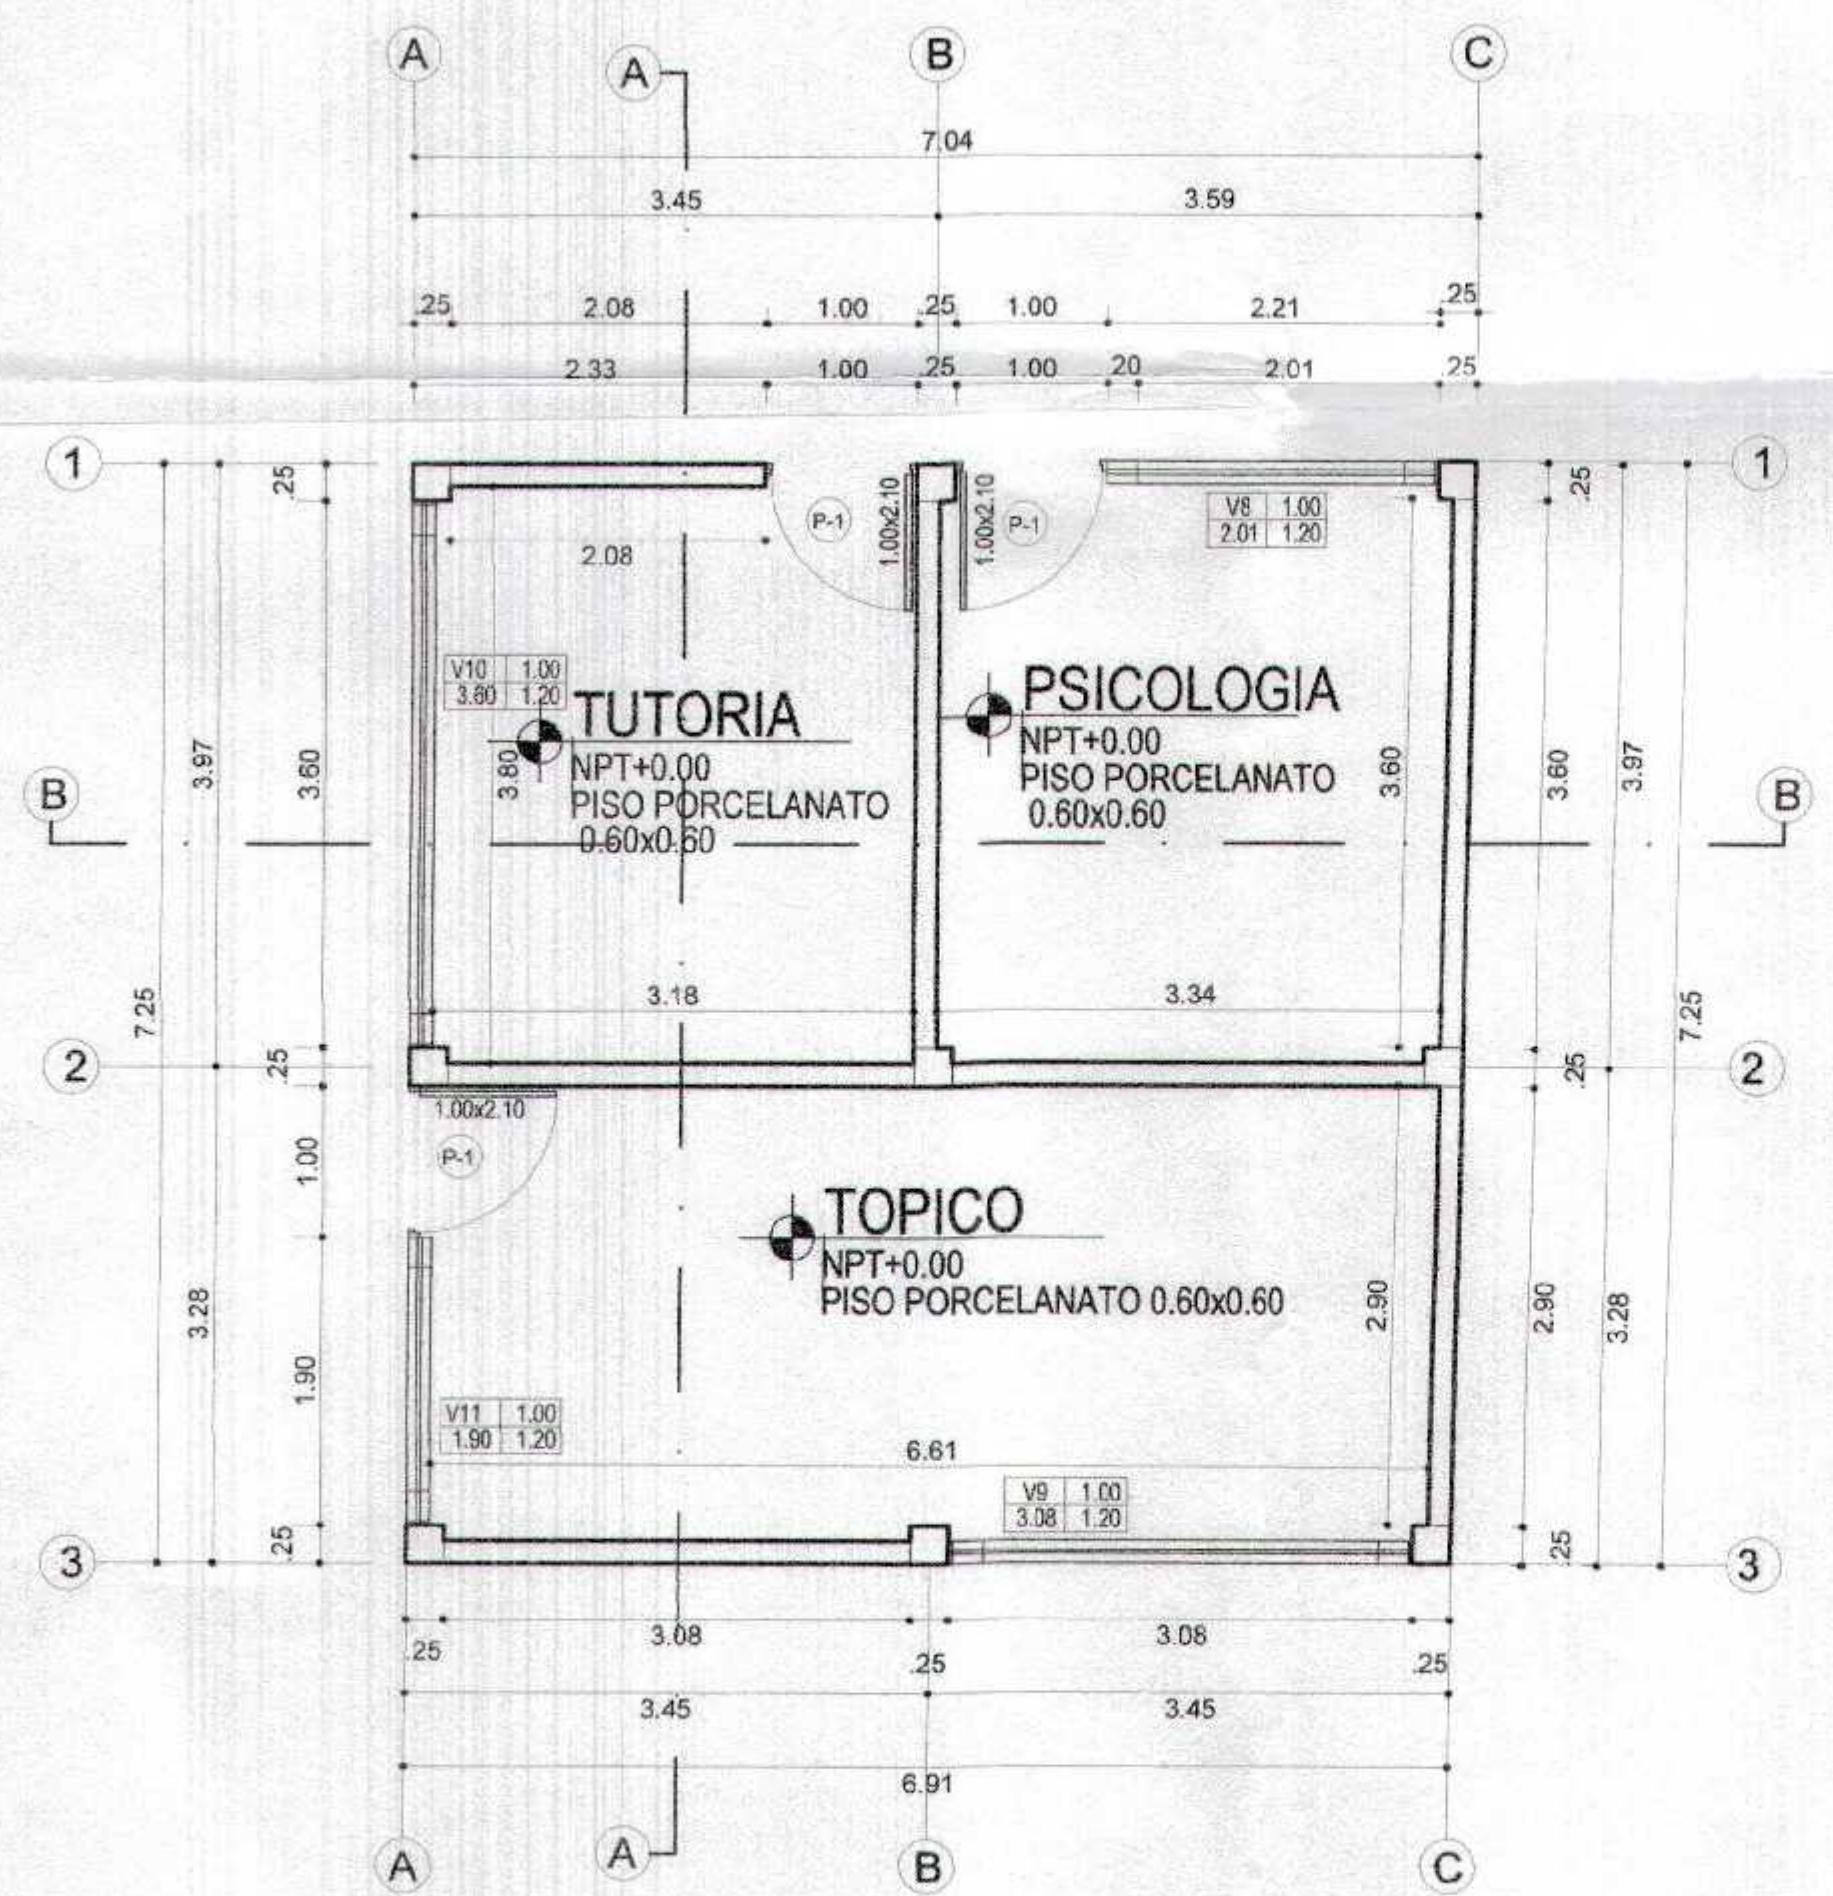 A
A
B
C
7.04
3.45
3.59
.25
2.08
1.00
.25
1.00
2.21
.25
2.33
1.00
.25
1.00
.20
2.01
.25
1
.25
P-1
1.00x2.10
1.00x2.10
P-1
V8 1.00
2.01 1.20
.25
1
2.08
V10 1.00
3.60 1.20
TUTORIA
NPT+0.00
PISO PORCELANATO
0.60x0.60
3.80
PSICOLOGIA
NPT+0.00
PISO PORCELANATO
0.60x0.60
3.60
3.97
3.60
3.60
3.97
B
B
3.18
3.34
7.25
7.25
2
.25
.25
2
1.00x2.10
P-1
1.00
TOPICO
NPT+0.00
PISO PORCELANATO 0.60x0.60
2.90
2.90
3.28
3.28
1.90
V11 1.00
1.90 1.20
6.61
V9 1.00
3.08 1.20
3
.25
.25
3
.25
3.08
.25
3.08
.25
3.45
3.45
6.91
A
A
B
C